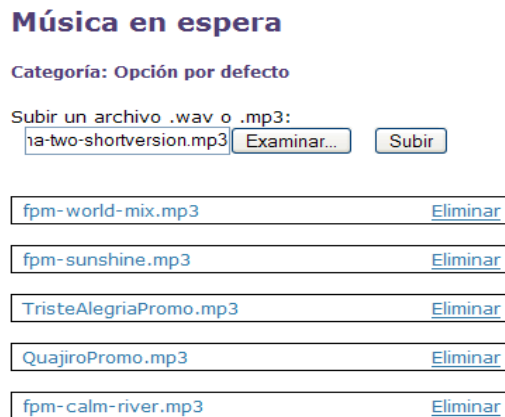 Música en espera
Categoría: Opción por defecto
Subir un archivo .wav o .mp3:
na-two-shortversion.mp3 Examinar... Subir
fpm-world-mix.mp3 Eliminar
fpm-sunshine.mp3 Eliminar
TristeAlegriaPromo.mp3 Eliminar
QuajiroPromo.mp3 Eliminar
fpm-calm-river.mp3 Eliminar